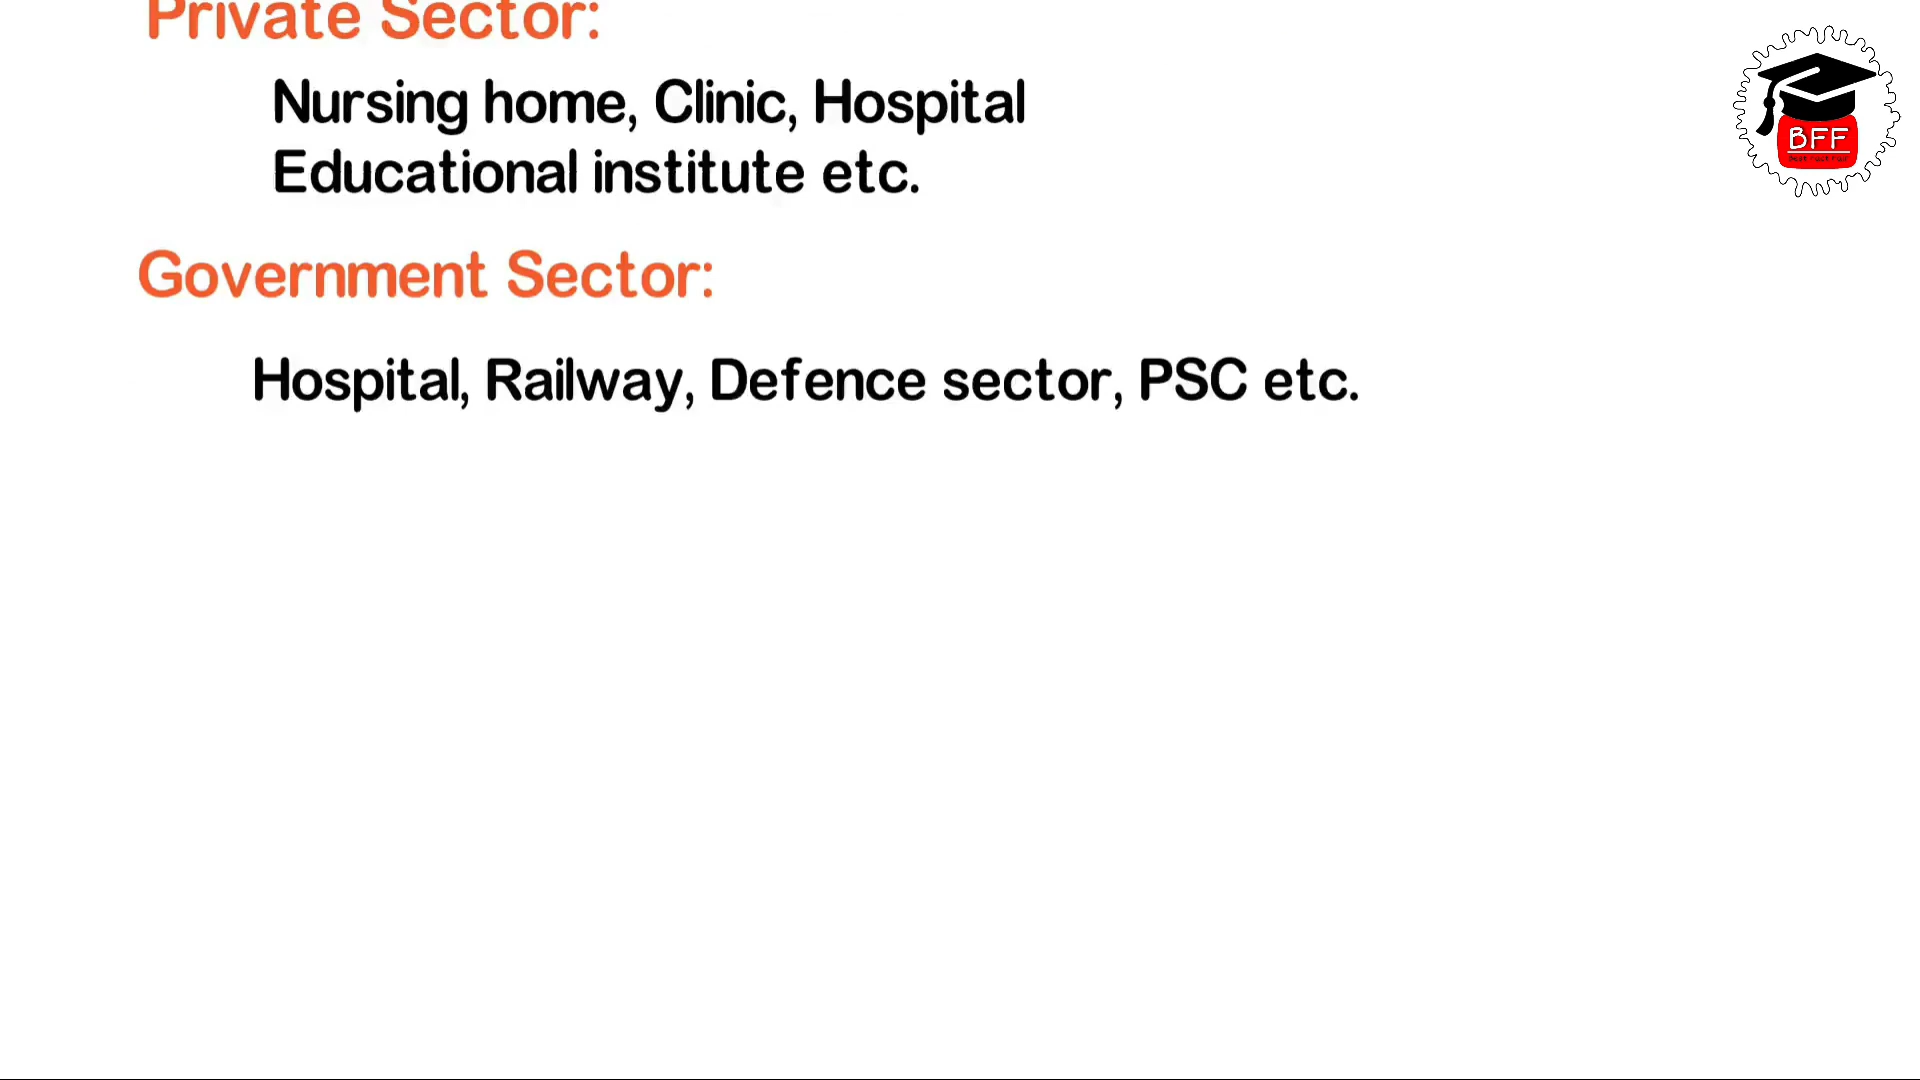 Private Sector:
Nursing home, Clinic, Hospital
Educational institute etc.
Government Sector:
Hospital, Railway, Defence sector, PSC etc.
BFF